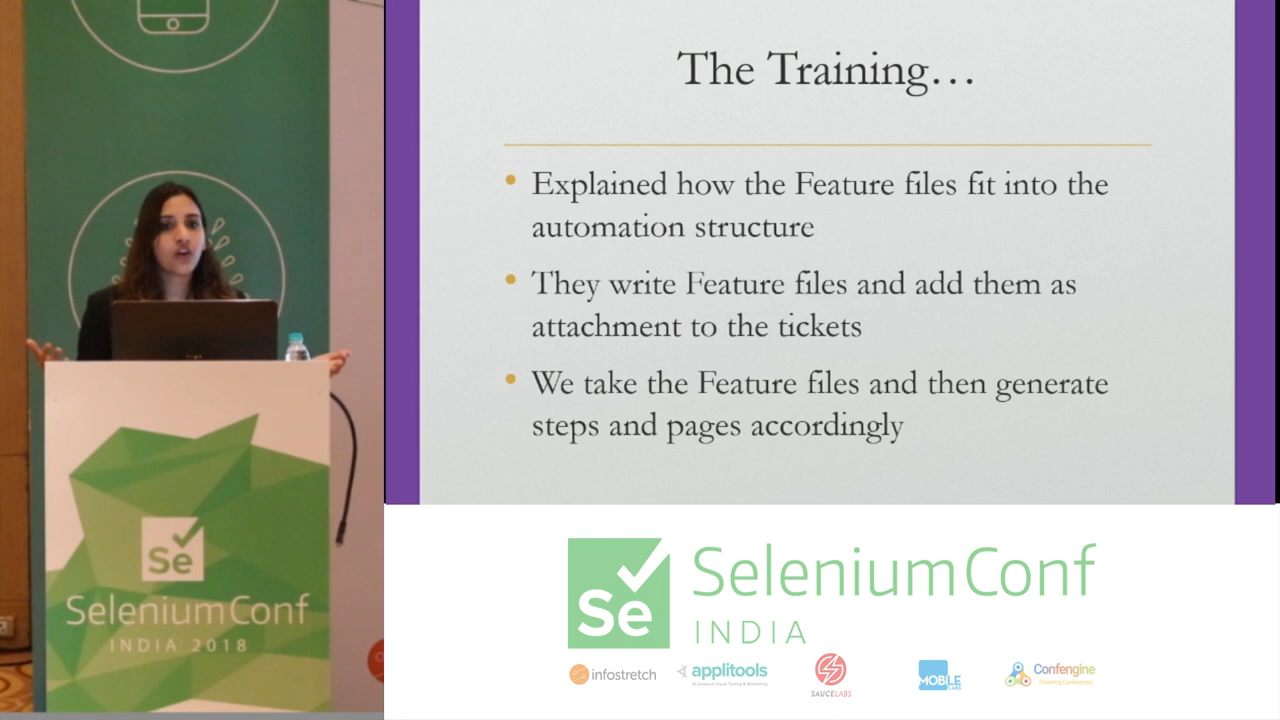 The Training…
• Explained how the Feature files fit into the
automation structure
• They write Feature files and add them as
attachment to the tickets
• We take the Feature files and then generate
steps and pages accordingly
Se
SeleniumConf
INDIA 2018
Se
SeleniumConf
INDIA
infostretch
applitools
SAUCELABS
MOBILE
LABS
Confengine